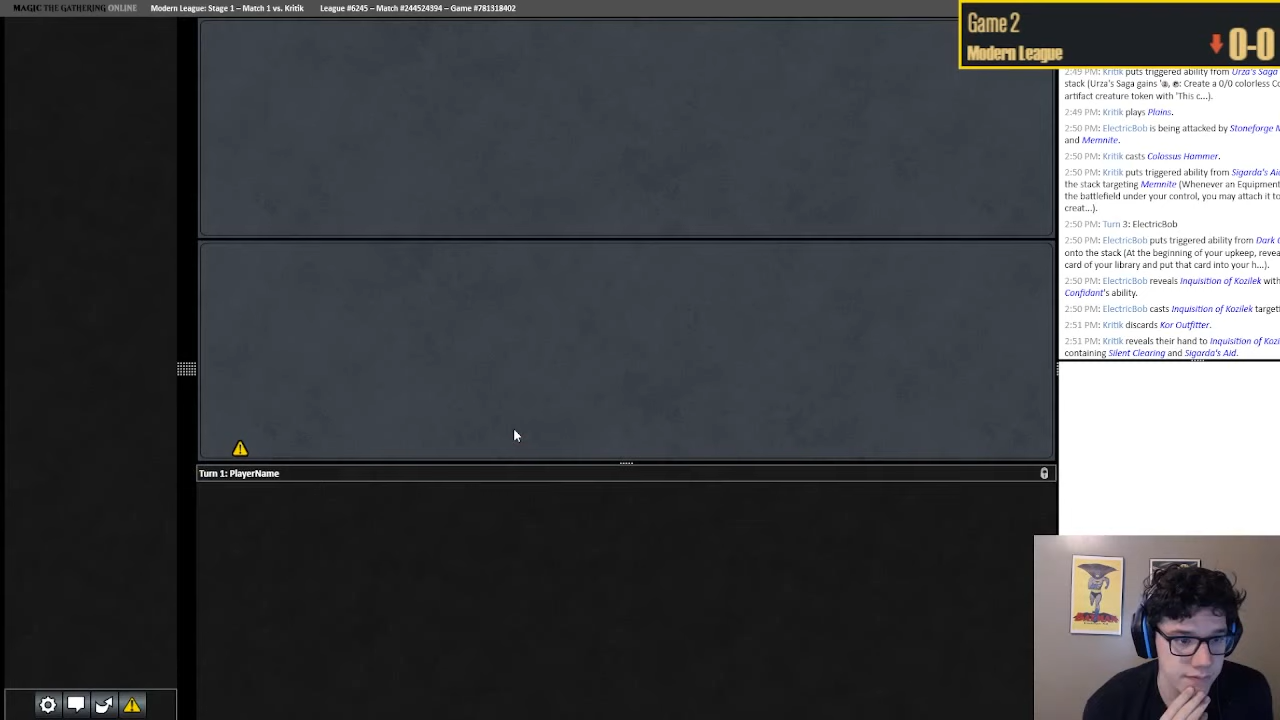 MAGIC THE GATHERING ONLINE Modern League: Stage 1 – Match 1 vs. Kritik League #6245 – Match #244524394 – Game #781318402
Game 2
Modern League
0-0
2:49 PM: Kritik puts triggered ability from Urza's Saga
stack (Urza's Saga gains ', : Create a 0/0 colorless Co
artifact creature token with 'This c...).
2:49 PM: Kritik plays Plains.
2:50 PM: ElectricBob is being attacked by Stoneforge M
and Memnite.
2:50 PM: Kritik casts Colossus Hammer.
2:50 PM: Kritik puts triggered ability from Sigarda's Aid
the stack targeting Memnite (Whenever an Equipment
the battlefield under your control, you may attach it to
creat...).
2:50 PM: Turn 3: ElectricBob
2:50 PM: ElectricBob puts triggered ability from Dark C
onto the stack (At the beginning of your upkeep, revea
card of your library and put that card into your h...).
2:50 PM: ElectricBob reveals Inquisition of Kozilek with
Confidant's ability.
2:50 PM: ElectricBob casts Inquisition of Kozilek targeti
2:51 PM: Kritik discards Kor Outfitter.
2:51 PM: Kritik reveals their hand to Inquisition of Kozi
containing Silent Clearing and Sigarda's Aid.
Turn 1: PlayerName